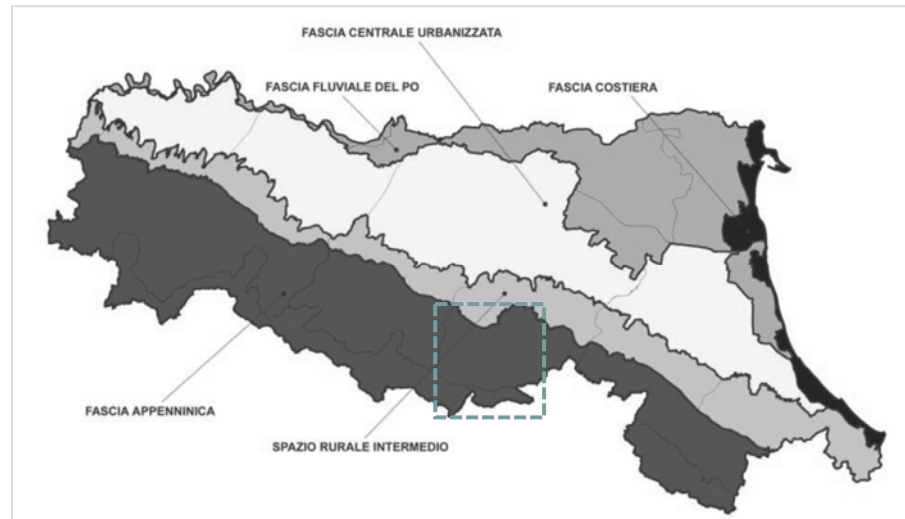 FASCIA CENTRALE URBANIZZATA
FASCIA FLUVIALE DEL PO
FASCIA COSTIERA
FASCIA APPENNINICA
SPAZIO RURALE INTERMEDIO